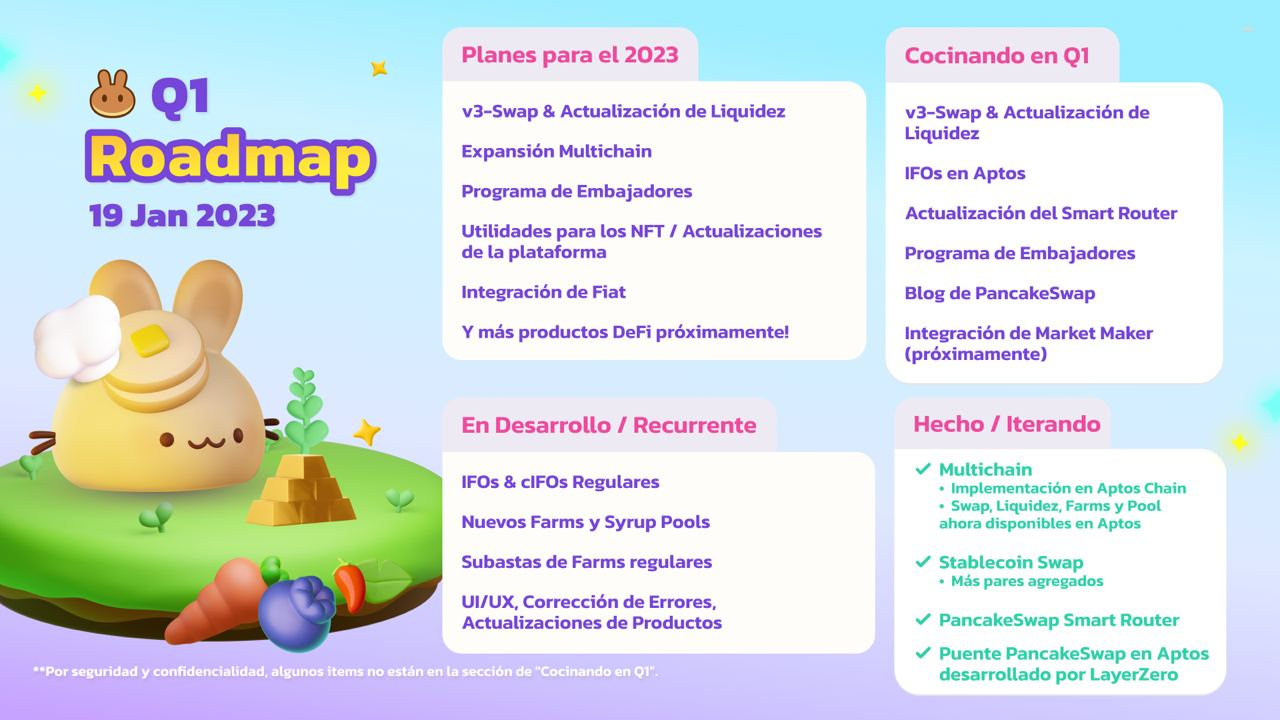 Q1
Roadmap
19 Jan 2023
Planes para el 2023
v3-Swap & Actualización de Liquidez
Expansión Multichain
Programa de Embajadores
Utilidades para los NFT / Actualizaciones
de la plataforma
Integración de Fiat
Y más productos DeFi próximamente!
Cocinando en Q1
v3-Swap & Actualización de
Liquidez
IFOs en Aptos
Actualización del Smart Router
Programa de Embajadores
Blog de PancakeSwap
Integración de Market Maker
(próximamente)
En Desarrollo / Recurrente
IFOs & cIFOs Regulares
Nuevos Farms y Syrup Pools
Subastas de Farms regulares
UI/UX, Corrección de Errores,
Actualizaciones de Productos
Hecho / Iterando
✓ Multichain
• Implementación en Aptos Chain
• Swap, Liquidez, Farms y Pool
ahora disponibles en Aptos
✓ Stablecoin Swap
• Más pares agregados
✓ PancakeSwap Smart Router
✓ Puente PancakeSwap en Aptos
desarrollado por LayerZero
**Por seguridad y confidencialidad, algunos items no están en la sección de "Cocinando en Q1".